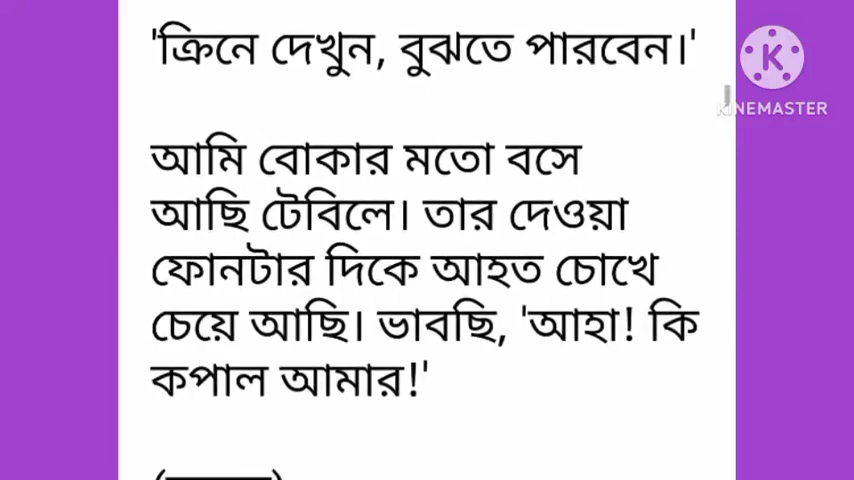 'ক্রিনে দেখুন, বুঝতে পারবেন।'
K
KINEMASTER
আমি বোকার মতো বসে
আছি টেবিলে। তার দেওয়া
ফোনটার দিকে আহত চোখে
চেয়ে আছি। ভাবছি, 'আহা! কি
কপাল আমার!'